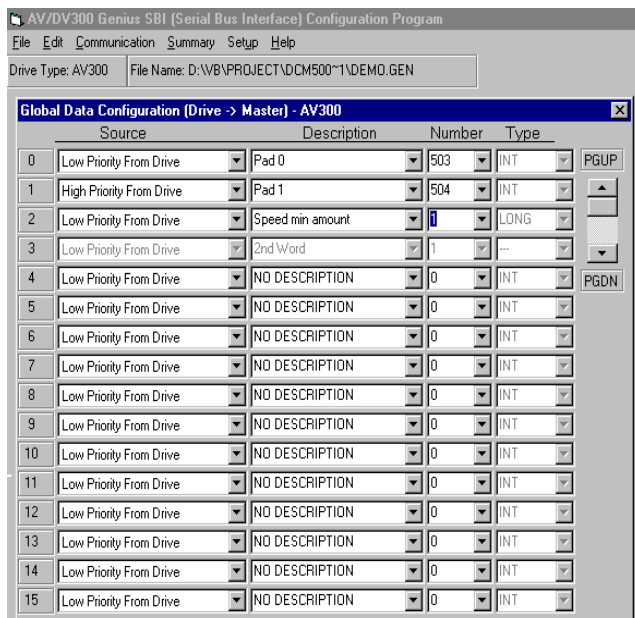 AV/DV300 Genius SBI (Serial Bus Interface) Configuration Program
File Edit Communication Summary Setup Help
Drive Type: AV300 File Name: D:\VB\PROJECT\DCM500~1\DEMO.GEN
Global Data Configuration (Drive -> Master) - AV300
Source Description Number Type
0 Low Priority From Drive Pad 0 503 INT PGUP
1 High Priority From Drive Pad 1 504 INT
2 Low Priority From Drive Speed min amount 1 LONG
3 Low Priority From Drive 2nd Word 1 ---
4 Low Priority From Drive NO DESCRIPTION 0 INT PGDN
5 Low Priority From Drive NO DESCRIPTION 0 INT
6 Low Priority From Drive NO DESCRIPTION 0 INT
7 Low Priority From Drive NO DESCRIPTION 0 INT
8 Low Priority From Drive NO DESCRIPTION 0 INT
9 Low Priority From Drive NO DESCRIPTION 0 INT
10 Low Priority From Drive NO DESCRIPTION 0 INT
11 Low Priority From Drive NO DESCRIPTION 0 INT
12 Low Priority From Drive NO DESCRIPTION 0 INT
13 Low Priority From Drive NO DESCRIPTION 0 INT
14 Low Priority From Drive NO DESCRIPTION 0 INT
15 Low Priority From Drive NO DESCRIPTION 0 INT